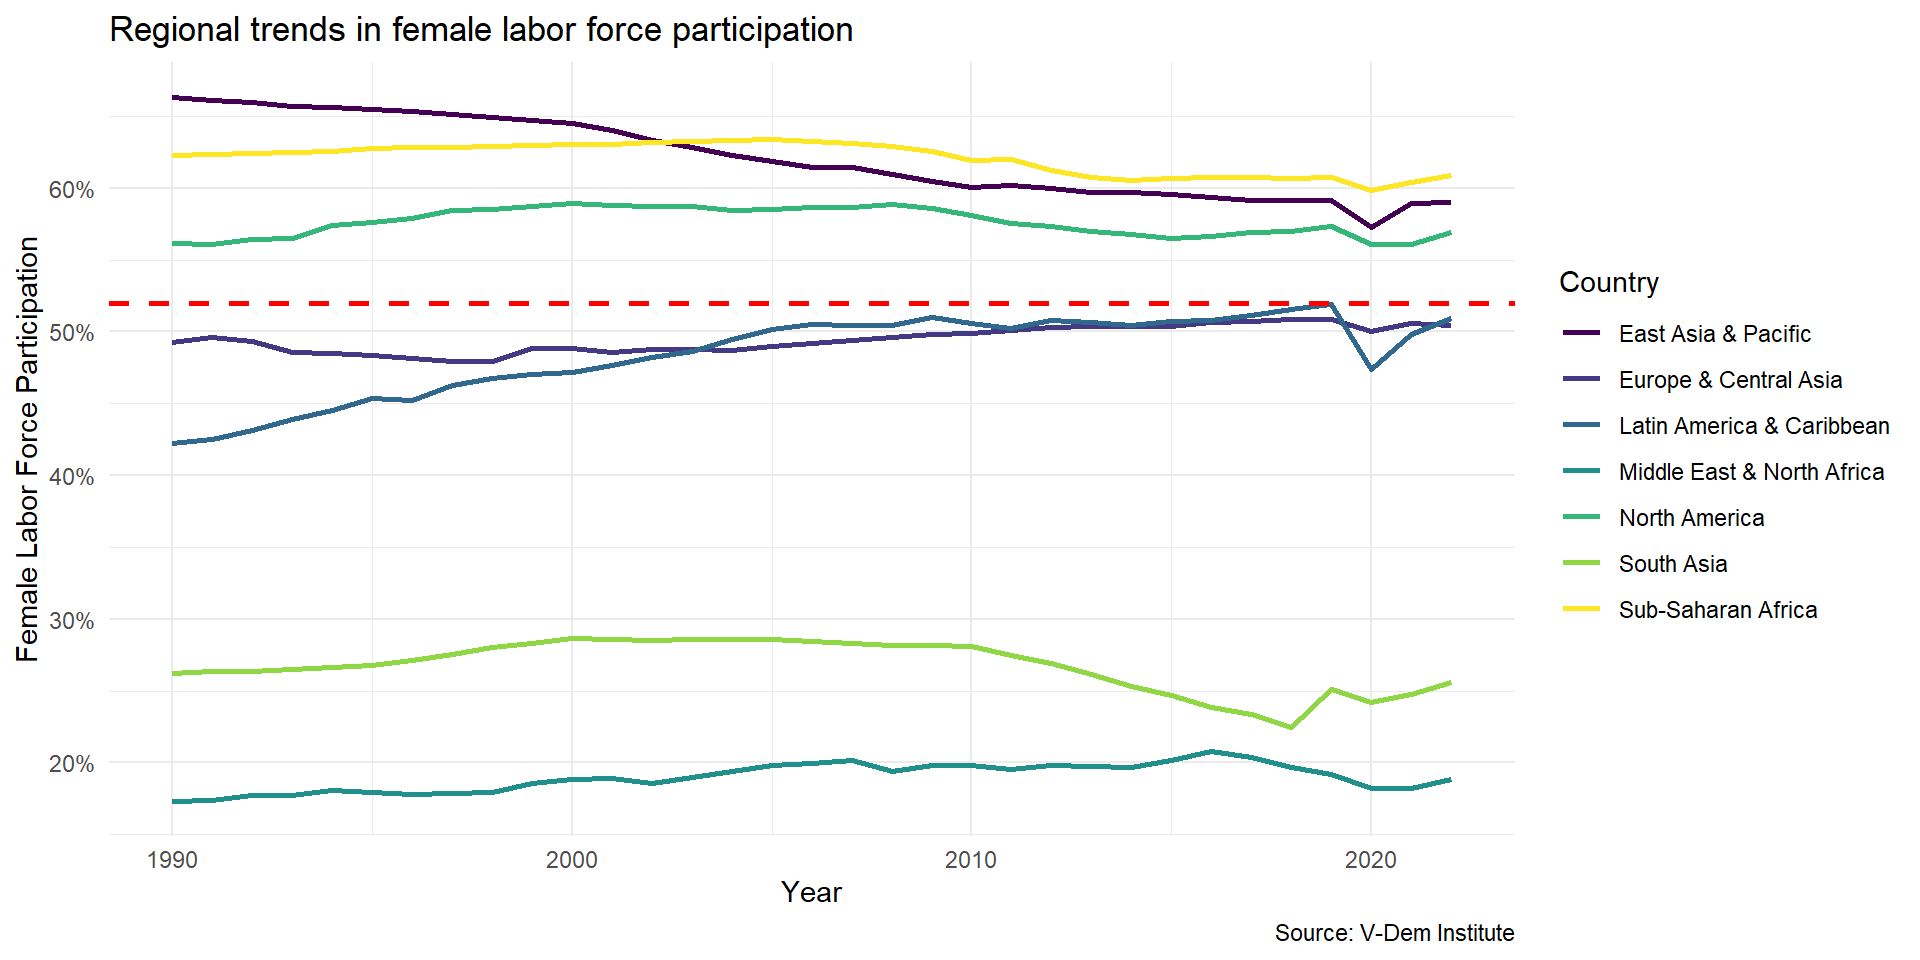 Regional trends in female labor force participation
Female Labor Force Participation
60%
50%
40%
30%
20%
1990
2000
2010
2020
Year
Country
East Asia & Pacific
Europe & Central Asia
Latin America & Caribbean
Middle East & North Africa
North America
South Asia
Sub-Saharan Africa
Source: V-Dem Institute